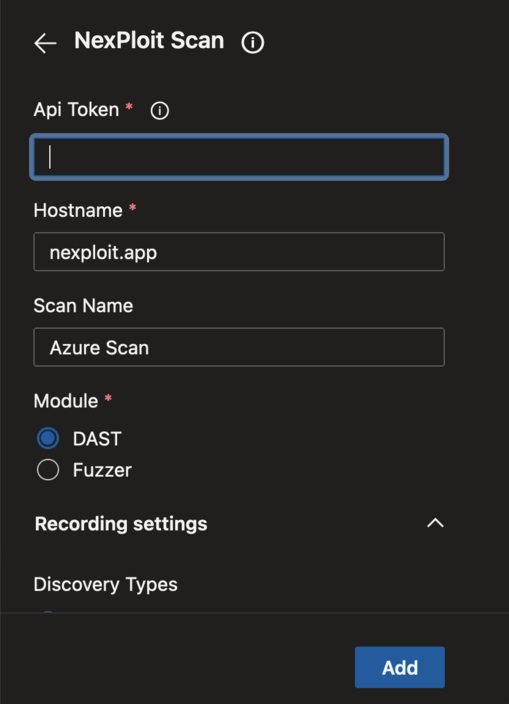 NexPloit Scan
Api Token *
Hostname *
nexploit.app
Scan Name
Azure Scan
Module *
DAST
Fuzzer
Recording settings
Discovery Types
Add